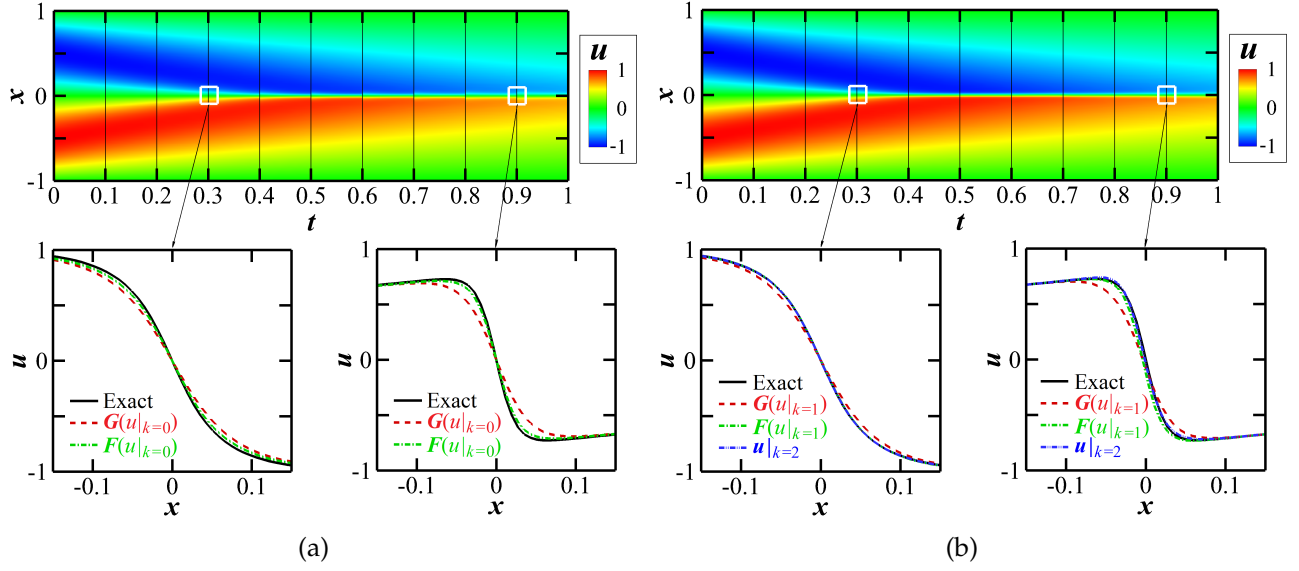 1
x
0
-1
0 0.1 0.2 0.3 0.4 0.5 0.6 0.7 0.8 0.9 1
t
u
1
0
-1
1
x
0
-1
0 0.1 0.2 0.3 0.4 0.5 0.6 0.7 0.8 0.9 1
t
u
1
0
-1
1
u
0
-1
Exact
G(u|k=0)
F(u|k=0)
-0.1 0 0.1
x
1
0
-1
Exact
G(u|k=0)
F(u|k=0)
-0.1 0 0.1
x
(a)
1
u
0
-1
Exact
G(u|k=1)
F(u|k=1)
u|k=2
-0.1 0 0.1
x
1
0
-1
Exact
G(u|k=1)
F(u|k=1)
u|k=2
-0.1 0 0.1
x
(b)